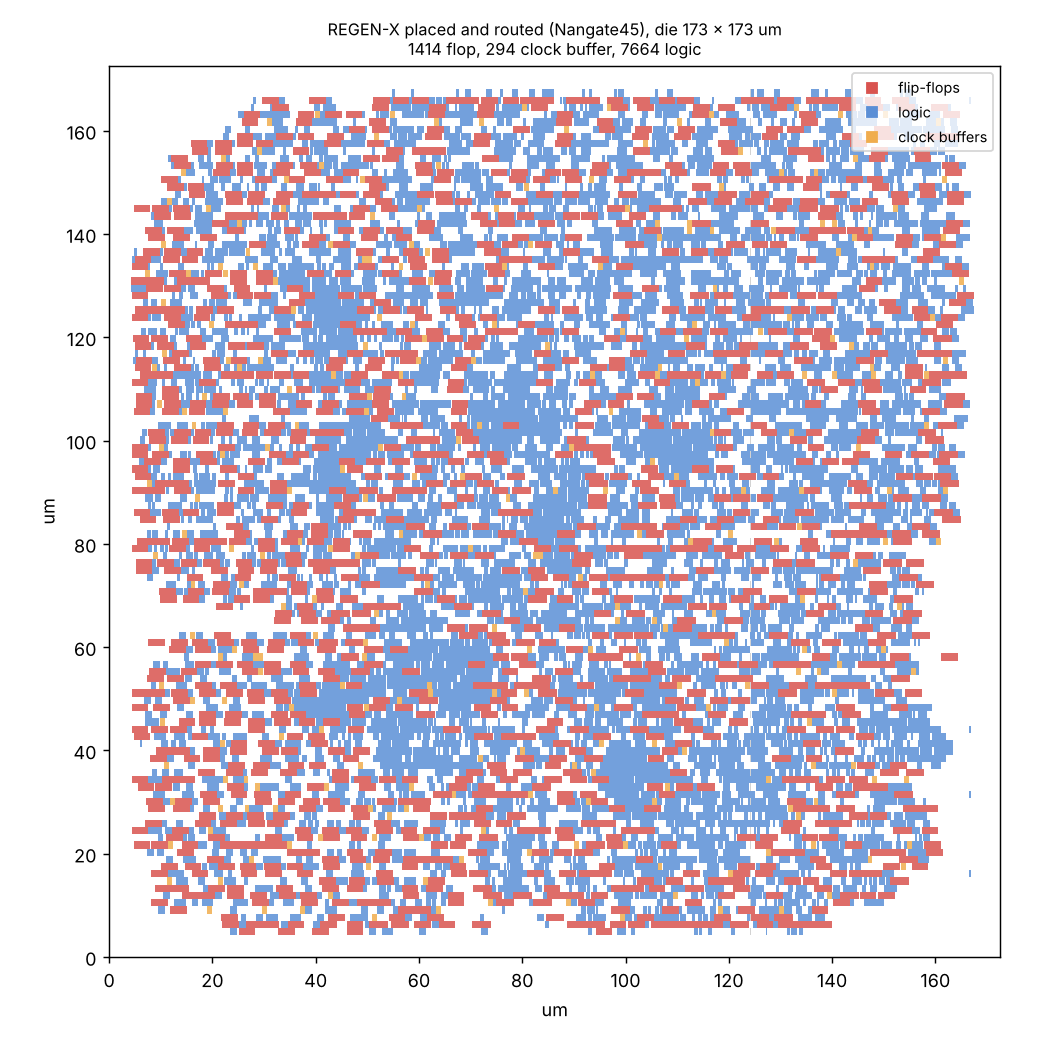 REGEN-X placed and routed (Nangate45), die 173 × 173 um
1414 flop, 294 clock buffer, 7664 logic
flip-flops
logic
clock buffers
160
140
120
100
80
60
40
20
0
um
0 20 40 60 80 100 120 140 160
um